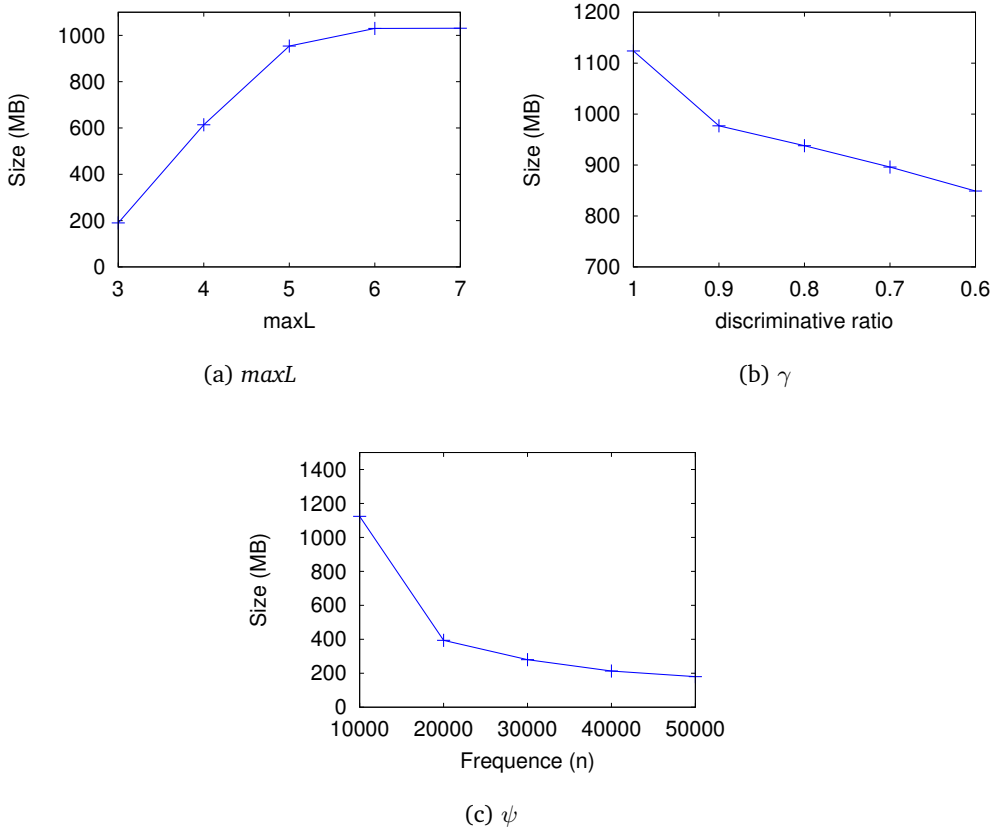 1000
800
600
400
200
0
Size (MB)
3 4 5 6 7
maxL
(a) maxL
1200
1100
1000
900
800
700
Size (MB)
1 0.9 0.8 0.7 0.6
discriminative ratio
(b) γ
1400
1200
1000
800
600
400
200
0
Size (MB)
10000 20000 30000 40000 50000
Frequence (n)
(c) ψ